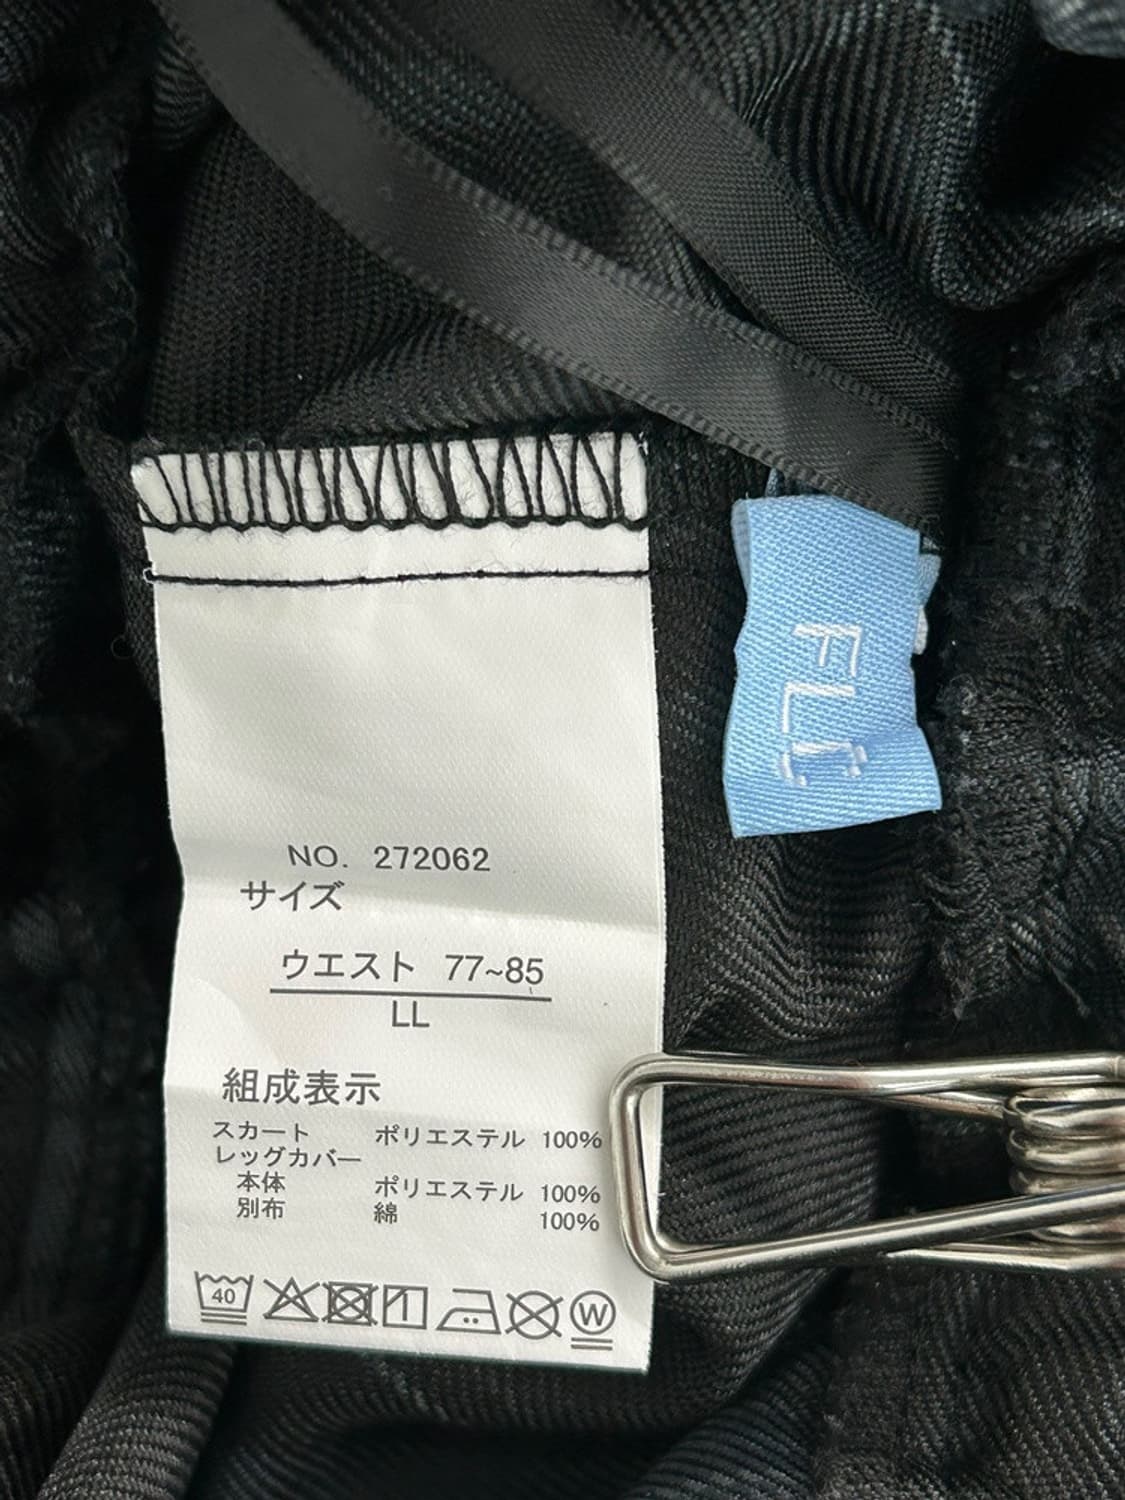 NO. 272062
サイズ
ウエスト 77~85
LL
組成表示
スカート ポリエステル 100%
レッグカバー
本体 ポリエステル 100%
別布 綿 100%
40
W